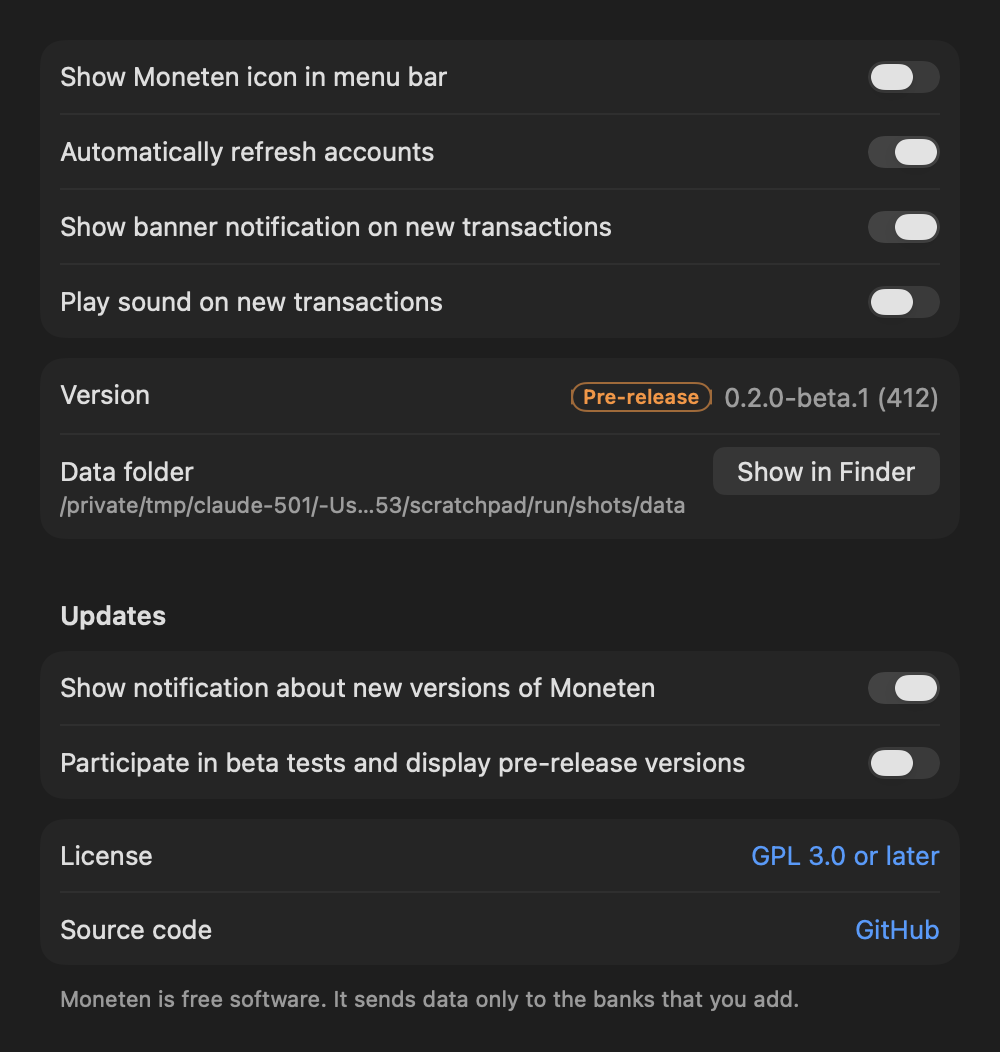 Show Moneten icon in menu bar
Automatically refresh accounts
Show banner notification on new transactions
Play sound on new transactions
Version
Pre-release 0.2.0-beta.1 (412)
Data folder
Show in Finder
/private/tmp/claude-501/-Us...53/scratchpad/run/shots/data
Updates
Show notification about new versions of Moneten
Participate in beta tests and display pre-release versions
License
GPL 3.0 or later
Source code
GitHub
Moneten is free software. It sends data only to the banks that you add.